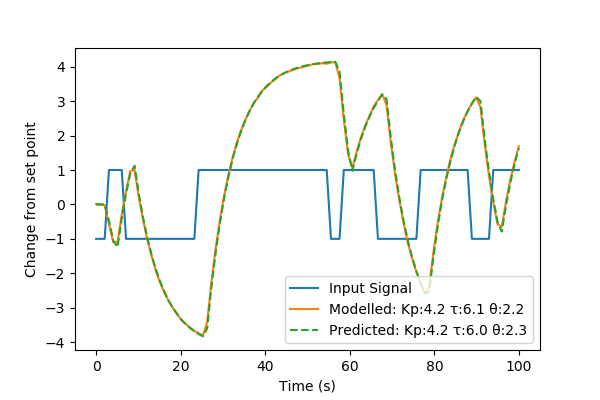 4
3
2
1
0
−1
−2
−3
−4
Change from set point
Input Signal
Modelled: Kp:4.2 τ:6.1 θ:2.2
Predicted: Kp:4.2 τ:6.0 θ:2.3
0 20 40 60 80 100
Time (s)